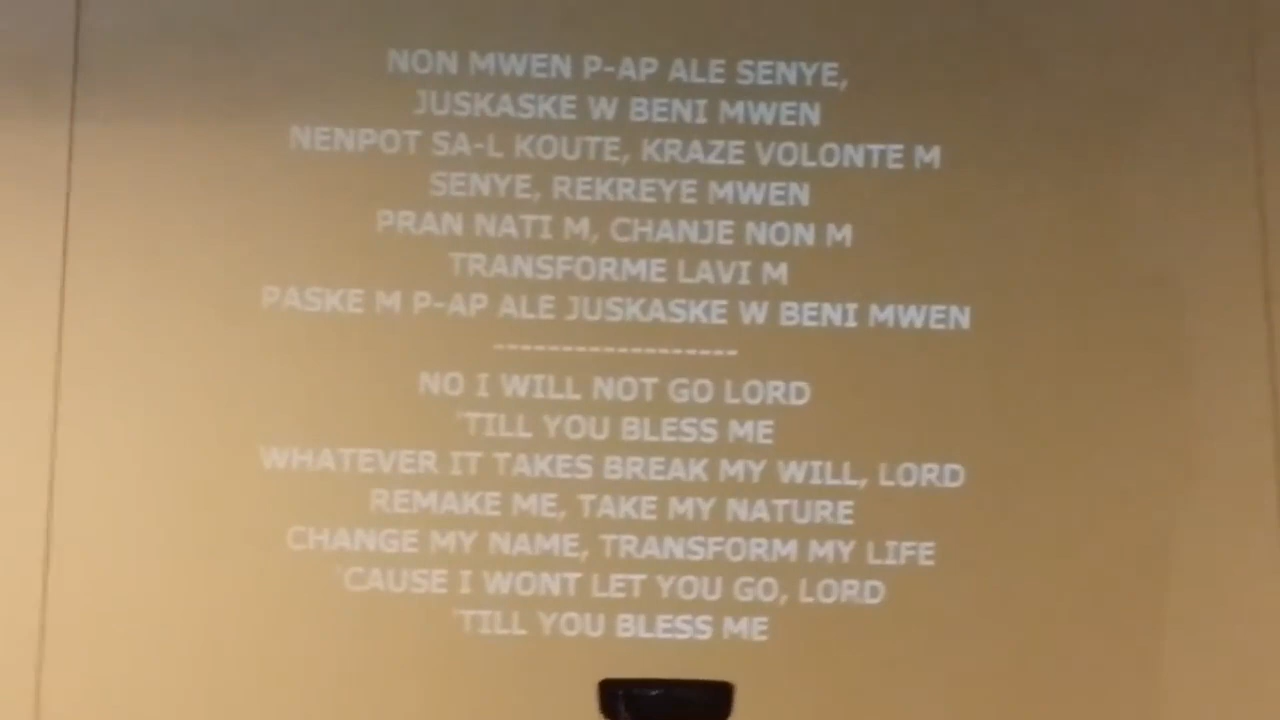 NON MWEN P-AP ALE SENYE,
JUSKASKE W BENI MWEN
NENPOT SA-L KOUTE, KRAZE VOLONTE M
SENYE, REKREYE MWEN
PRAN NATI M, CHANJE NON M
TRANSFORME LAVI M
PASKE M P-AP ALE JUSKASKE W BENI MWEN
------------------
NO I WILL NOT GO LORD
'TILL YOU BLESS ME
WHATEVER IT TAKES BREAK MY WILL, LORD
REMAKE ME, TAKE MY NATURE
CHANGE MY NAME, TRANSFORM MY LIFE
'CAUSE I WONT LET YOU GO, LORD
'TILL YOU BLESS ME